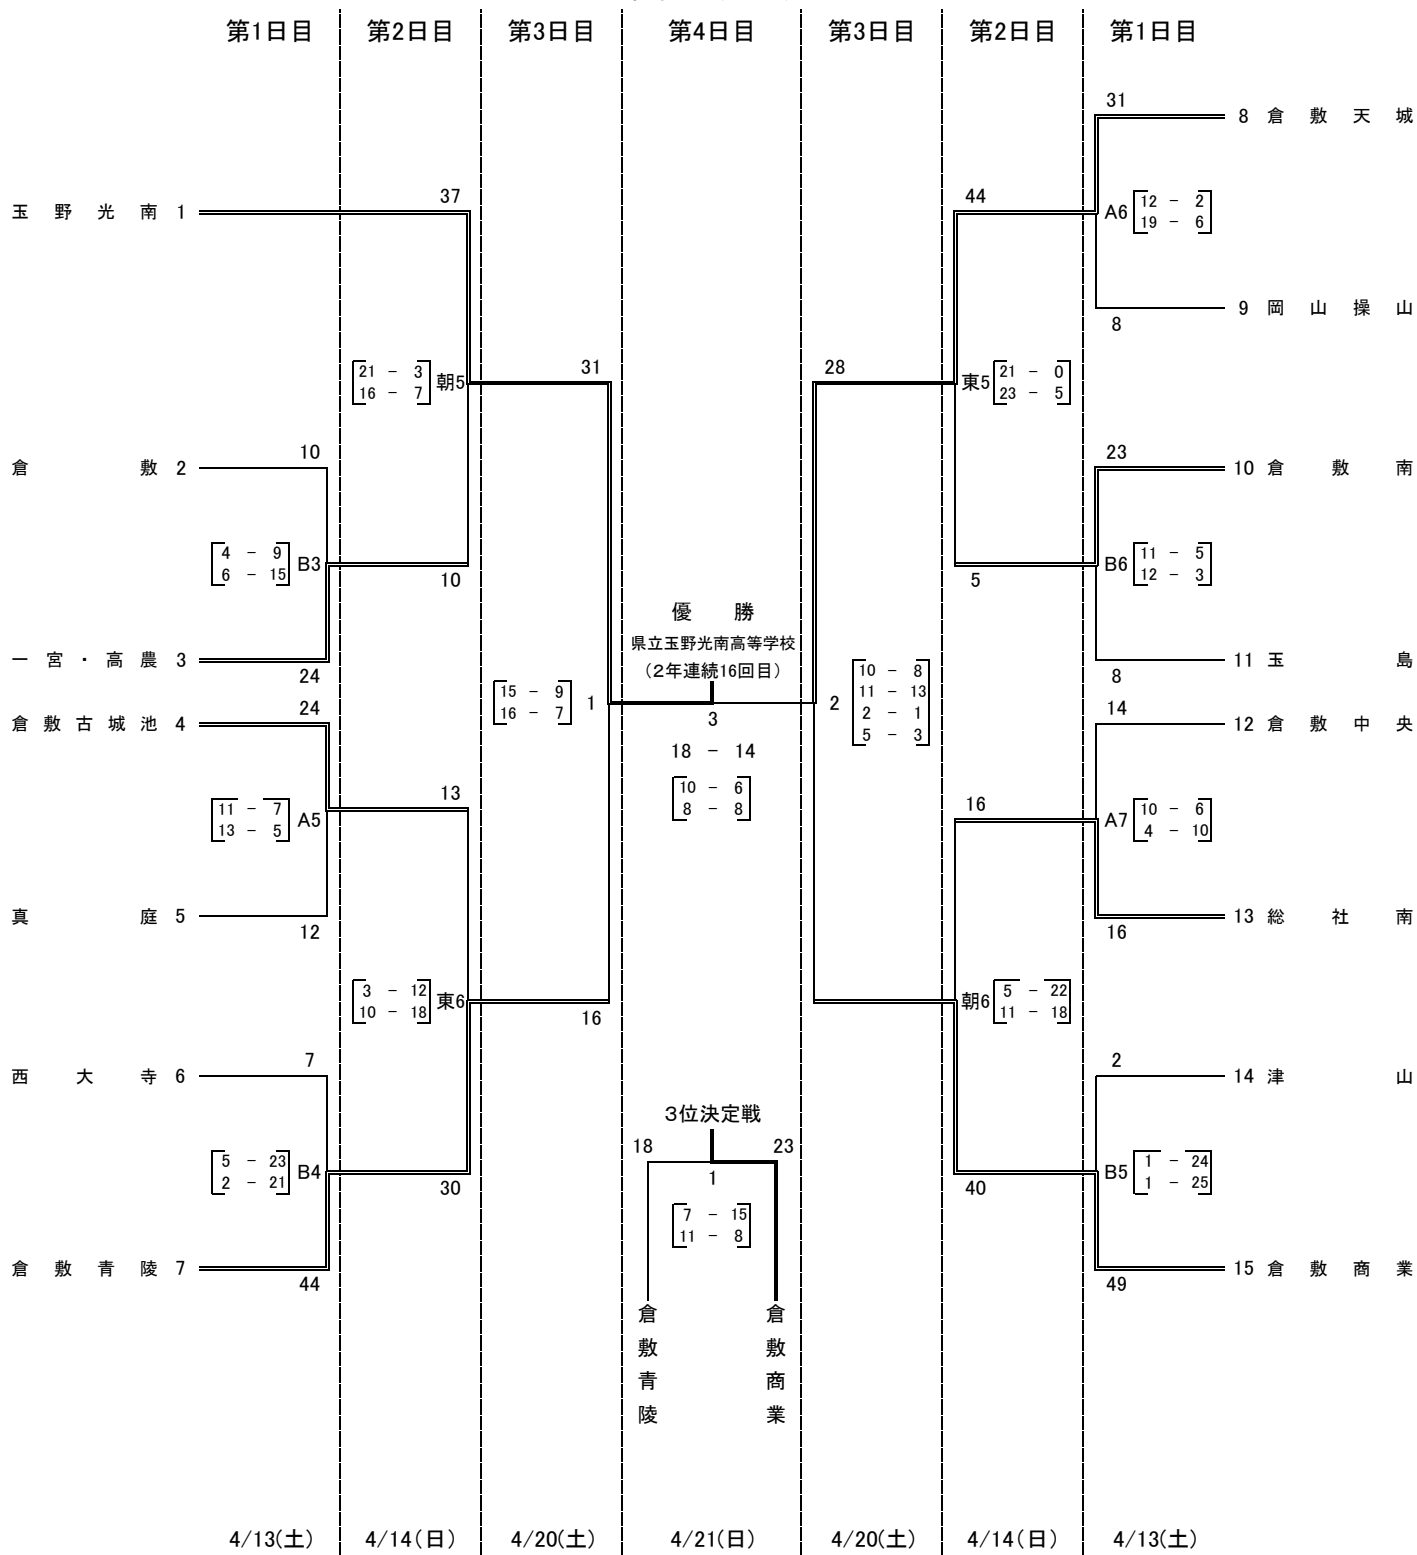 第1日目 第2日目 第3日目 第4日目 第3日目 第2日目 第1日目
31
8 倉敷天城
37
44
玉野光南 1
A6
12 - 2
19 - 6
9 岡山操山
8
31
28
21 - 3
16 - 7
朝5
東5
21 - 0
23 - 5
10
23
倉敷 2
10 倉敷南
4 - 9
6 - 15
B3
B6
11 - 5
12 - 3
10
5
優勝
県立玉野光南高等学校
(2年連続16回目)
一宮・高農 3
11 玉島
24
8
15 - 9
16 - 7
1
2
10 - 8
11 - 13
2 - 1
5 - 3
24
14
3
倉敷古城池 4
12 倉敷中央
18 - 14
10 - 6
8 - 8
13
16
11 - 7
13 - 5
A5
A7
10 - 6
4 - 10
真庭 5
13 総社南
12
16
3 - 12
10 - 18
東6
朝6
5 - 22
11 - 18
16
7
2
西大寺 6
14 津山
3位決定戦
18
23
5 - 23
2 - 21
B4
1
B5
1 - 24
1 - 25
30
40
7 - 15
11 - 8
倉敷青陵 7
15 倉敷商業
44
49
倉敷青陵
倉敷商業
4/13(土) 4/14(日) 4/20(土) 4/21(日) 4/20(土) 4/14(日) 4/13(土)